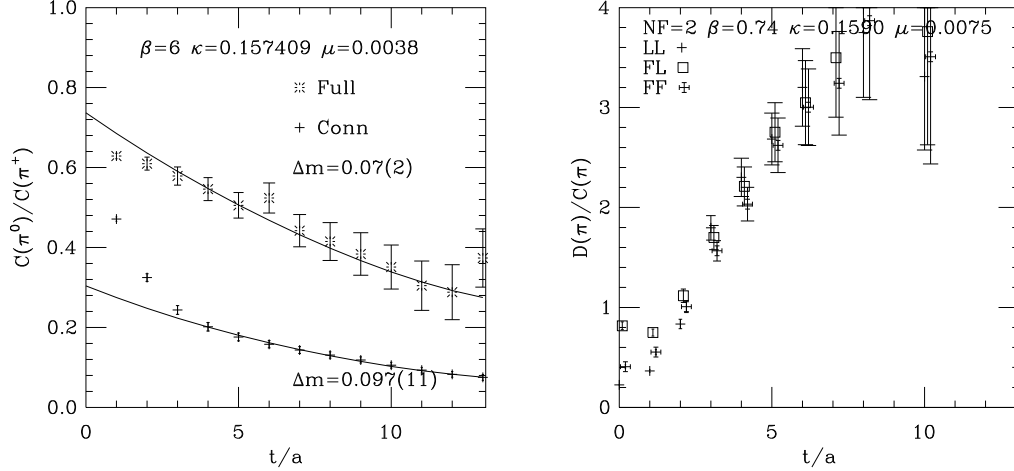 C(π⁰)/C(π⁺)
1.0
0.8
0.6
0.4
0.2
0.0
β=6 κ=0.157409 μ=0.0038
Full
Conn
Δm=0.07(2)
Δm=0.097(11)
0 5 10
t/a
D(π)/C(π)
4
3
2
1
0
NF=2 β=0.74 κ=0.1590 μ=0.0075
LL
FL
FF
0 5 10
t/a